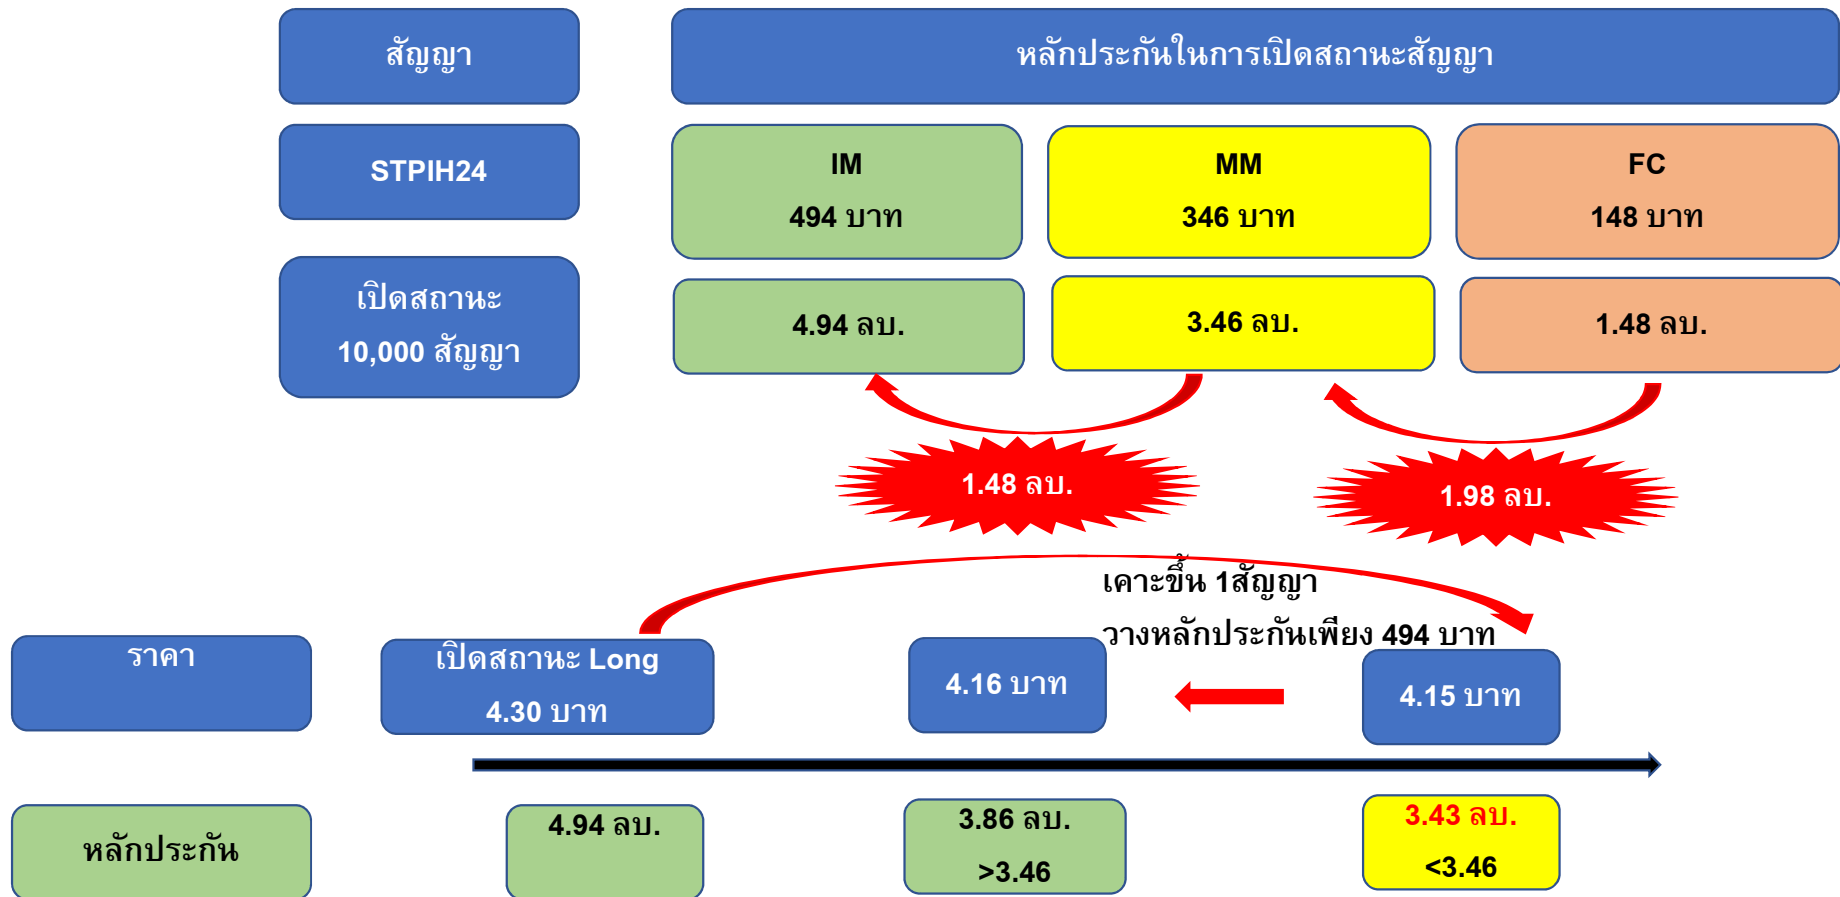 สัญญา
หลักประกันในการเปิดสถานะสัญญา
STPIH24
IM
494 บาท
MM
346 บาท
FC
148 บาท
เปิดสถานะ
10,000 สัญญา
4.94 ลบ.
3.46 ลบ.
1.48 ลบ.
1.48 ลบ.
1.98 ลบ.
เคาะขึ้น 1สัญญา
วางหลักประกันเพียง 494 บาท
ราคา
เปิดสถานะ Long
4.30 บาท
4.16 บาท
4.15 บาท
หลักประกัน
4.94 ลบ.
3.86 ลบ.
>3.46
3.43 ลบ.
<3.46